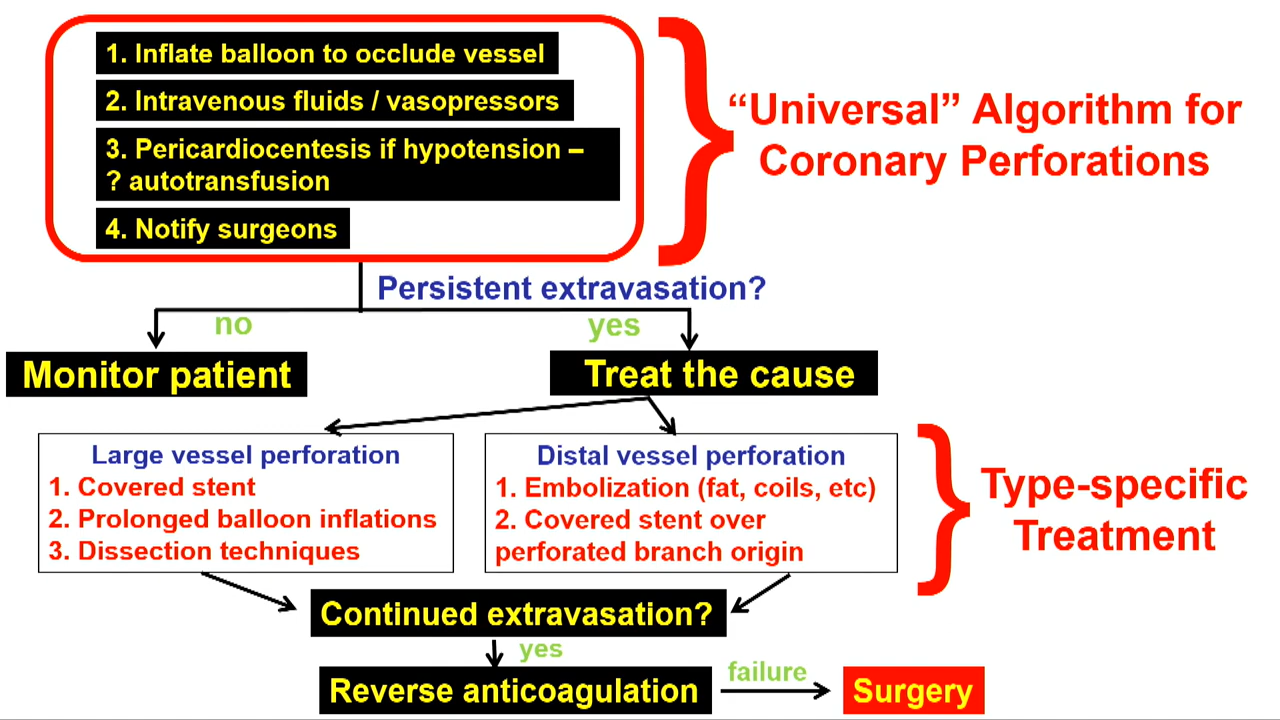 1. Inflate balloon to occlude vessel
2. Intravenous fluids / vasopressors
3. Pericardiocentesis if hypotension –
? autotransfusion
4. Notify surgeons
“Universal” Algorithm for
Coronary Perforations
Persistent extravasation?
no
yes
Monitor patient
Treat the cause
Large vessel perforation
1. Covered stent
2. Prolonged balloon inflations
3. Dissection techniques
Distal vessel perforation
1. Embolization (fat, coils, etc)
2. Covered stent over
perforated branch origin
Type-specific
Treatment
Continued extravasation?
yes
Reverse anticoagulation
failure
Surgery